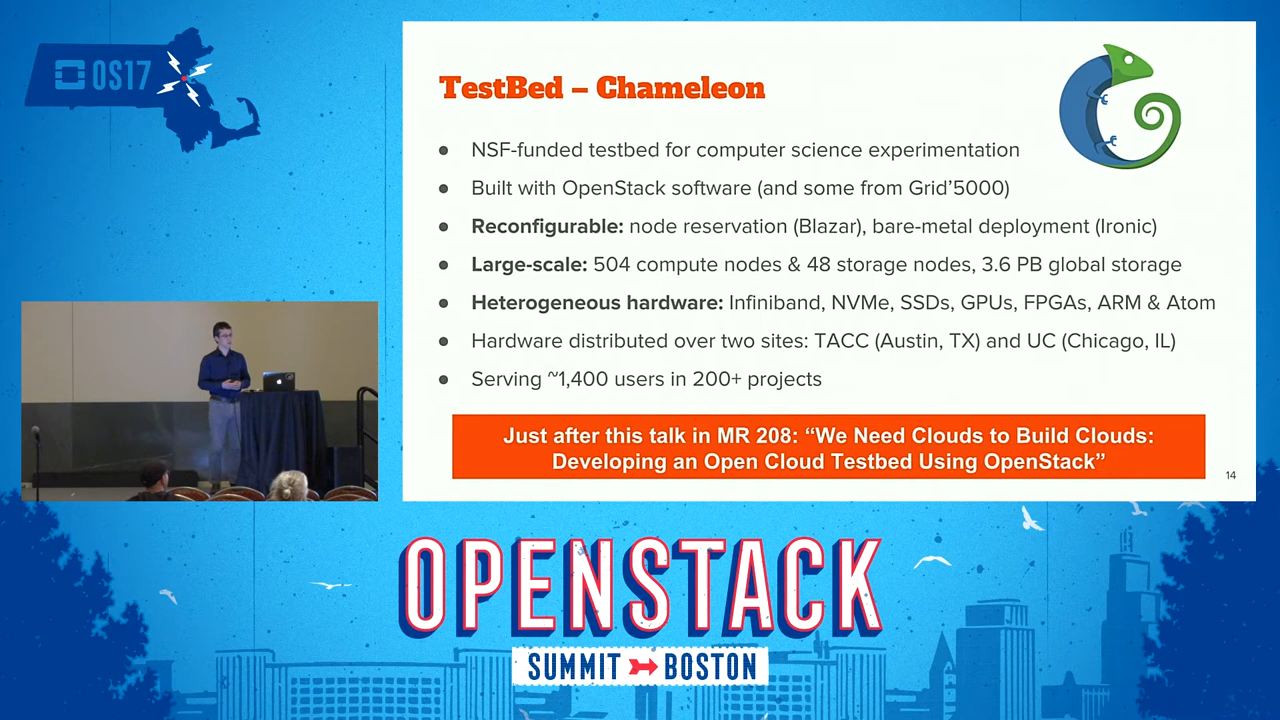 OS17
TestBed – Chameleon
● NSF-funded testbed for computer science experimentation
● Built with OpenStack software (and some from Grid’5000)
● Reconfigurable: node reservation (Blazar), bare-metal deployment (Ironic)
● Large-scale: 504 compute nodes & 48 storage nodes, 3.6 PB global storage
● Heterogeneous hardware: Infiniband, NVMe, SSDs, GPUs, FPGAs, ARM & Atom
● Hardware distributed over two sites: TACC (Austin, TX) and UC (Chicago, IL)
● Serving ~1,400 users in 200+ projects
Just after this talk in MR 208: “We Need Clouds to Build Clouds:
Developing an Open Cloud Testbed Using OpenStack”
14
OPENSTACK
SUMMIT BOSTON